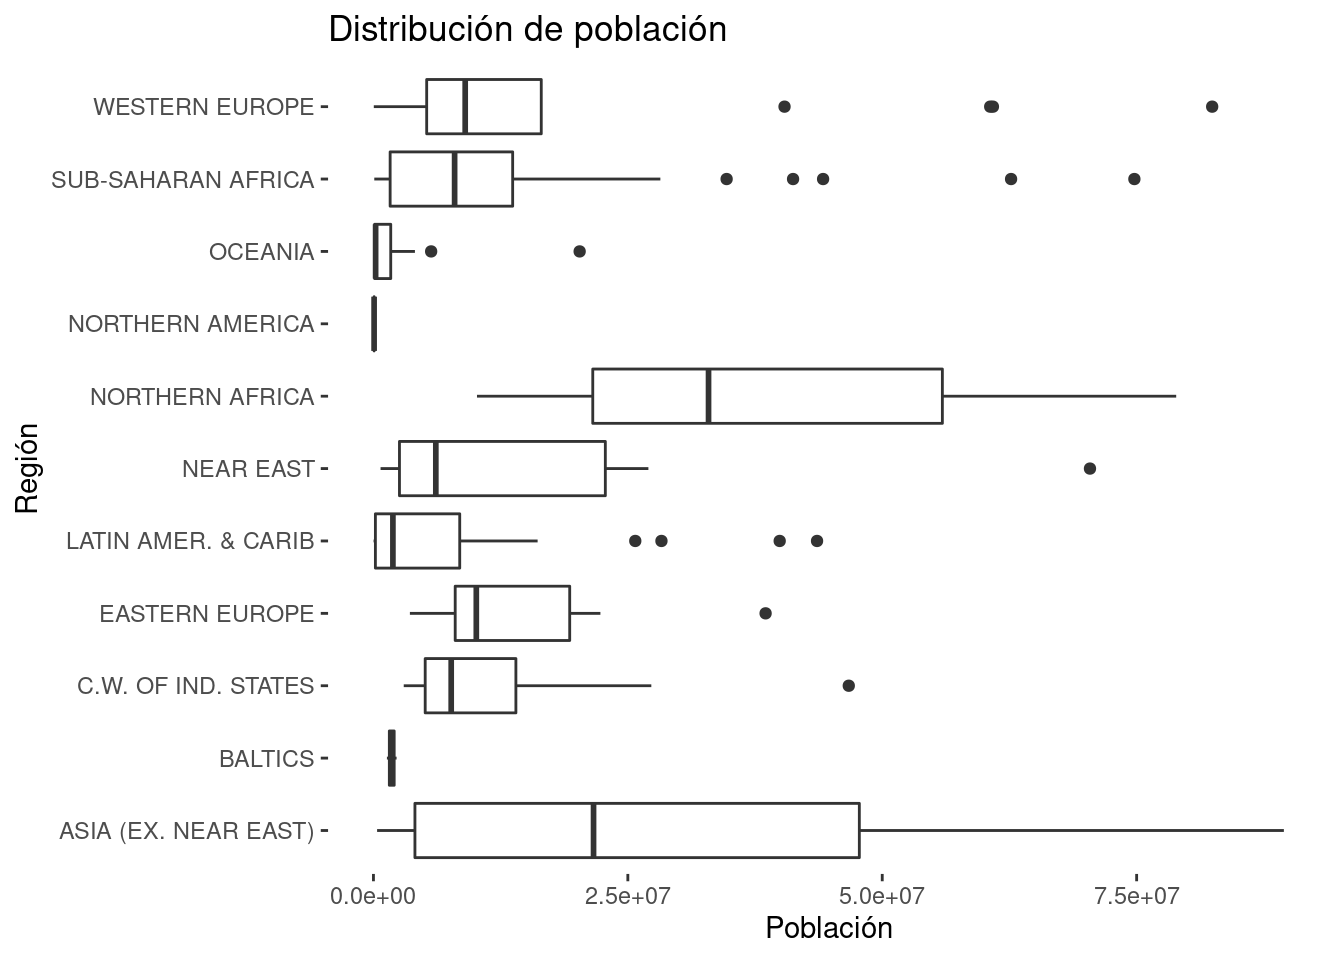 Distribución de población
WESTERN EUROPE
SUB-SAHARAN AFRICA
OCEANIA
NORTHERN AMERICA
NORTHERN AFRICA
NEAR EAST
LATIN AMER. & CARIB
EASTERN EUROPE
C.W. OF IND. STATES
BALTICS
ASIA (EX. NEAR EAST)
Región
0.0e+00 2.5e+07 5.0e+07 7.5e+07
Población